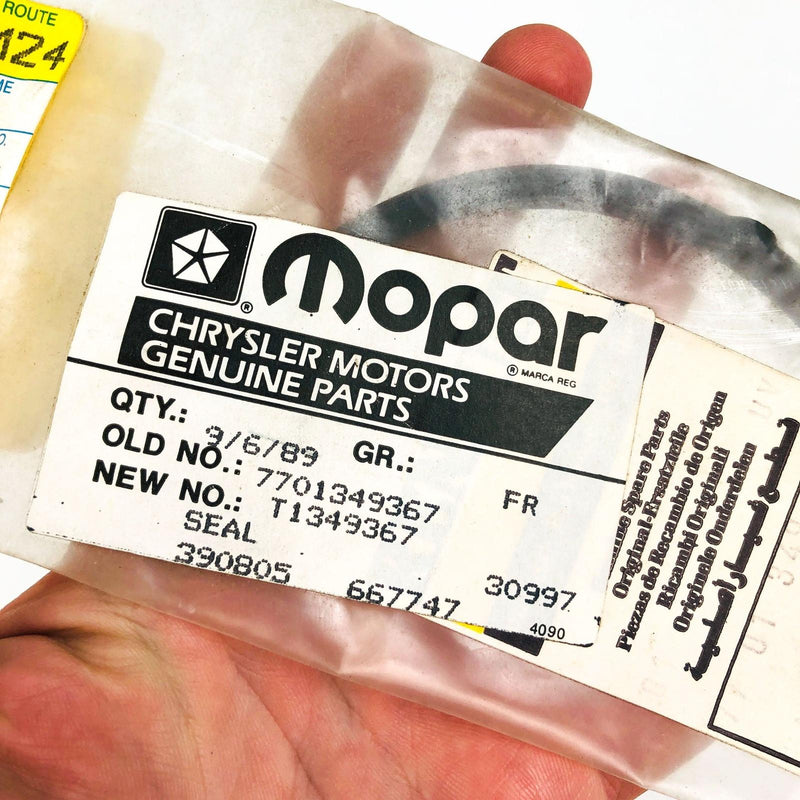 ROUTE
124
ME
®
mopar
® MARCA REG
CHRYSLER MOTORS
GENUINE PARTS
QTY.: 3/6/89 GR.:
OLD NO.: 7701349367 FR
NEW NO.: T1349367
SEAL
390805 667747 30997
4090
Spare Parts
Original-Ersatzteile
Piezas de Recambio de Origen
Ricambi Originali
Originele Onderdelen